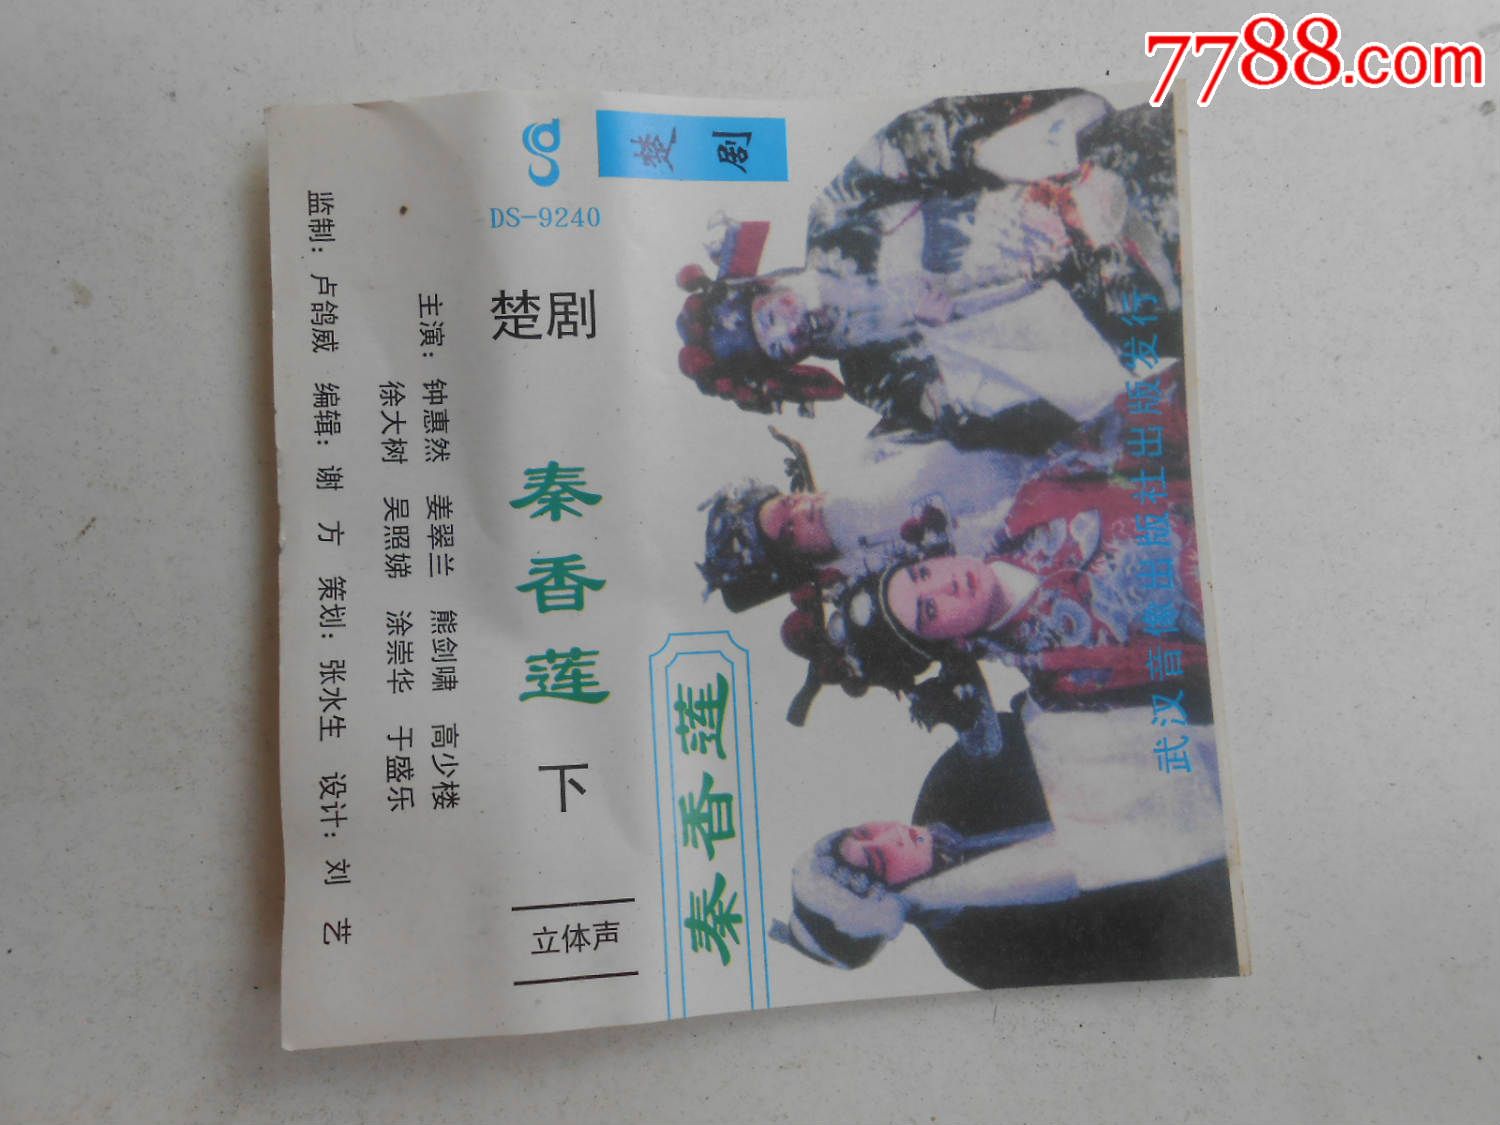 7788.com
楚剧
DS-9240
楚剧
秦香莲
下
立体声
主演：钟惠然 姜翠兰 熊剑啸 高少楼
徐大树 吴照娣 涂崇华 于盛乐
监制：卢鸽威 编辑：谢 方 策划：张水生 设计：刘 艺
秦香莲
武汉音像出版社出版发行